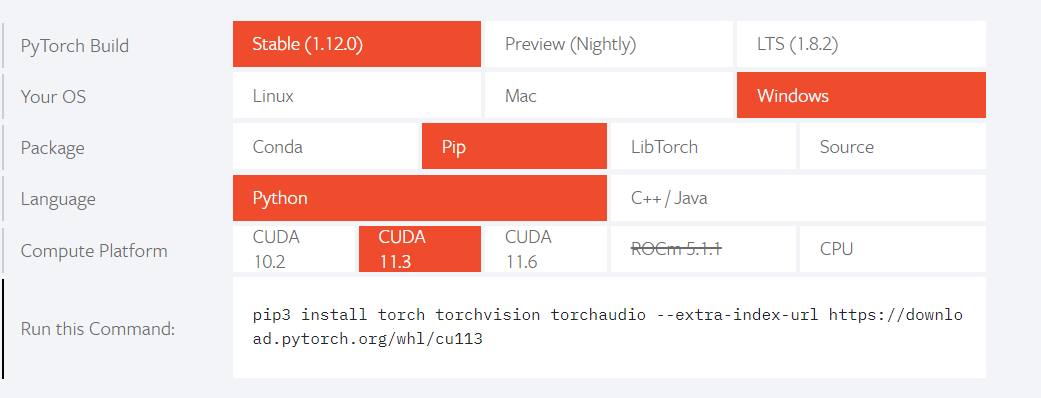 PyTorch Build
Stable (1.12.0)
Preview (Nightly)
LTS (1.8.2)
Your OS
Linux
Mac
Windows
Package
Conda
Pip
LibTorch
Source
Language
Python
C++ / Java
Compute Platform
CUDA
10.2
CUDA
11.3
CUDA
11.6
ROCm 5.1.1
CPU
Run this Command:
pip3 install torch torchvision torchaudio --extra-index-url https://downlo
ad.pytorch.org/whl/cu113